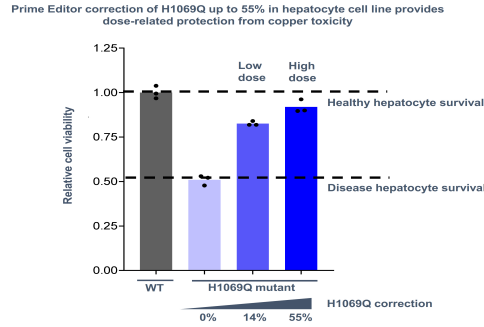 Prime Editor correction of H1069Q up to 55% in hepatocyte cell line provides
dose-related protection from copper toxicity
1.25
Low
dose
High
dose
1.00
Healthy hepatocyte survival
Relative cell viability
0.75
0.50
Disease hepatocyte survival
0.25
0.00
WT
H1069Q mutant
H1069Q correction
0%
14%
55%